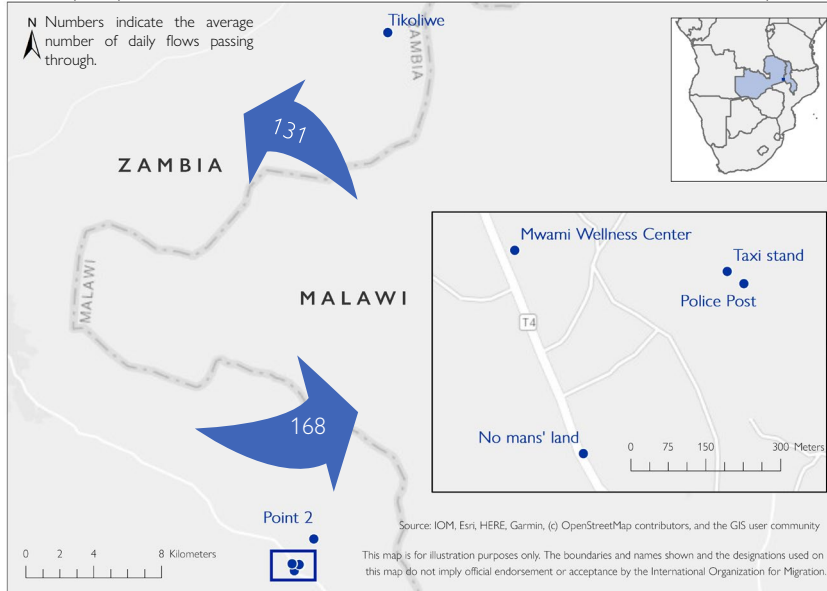 N
Numbers indicate the average
number of daily flows passing
through.
Tikoliwe
ZAMBIA
131
ZAMBIA
MALAWI
MALAWI
168
Mwami Wellness Center
Taxi stand
Police Post
T4
No mans' land
0 75 150 300 Meters
Point 2
Source: IOM, Esri, HERE, Garmin, (c) OpenStreetMap contributors, and the GIS user community
0 2 4 8 Kilometers
This map is for illustration purposes only. The boundaries and names shown and the designations used on
this map do not imply official endorsement or acceptance by the International Organization for Migration.